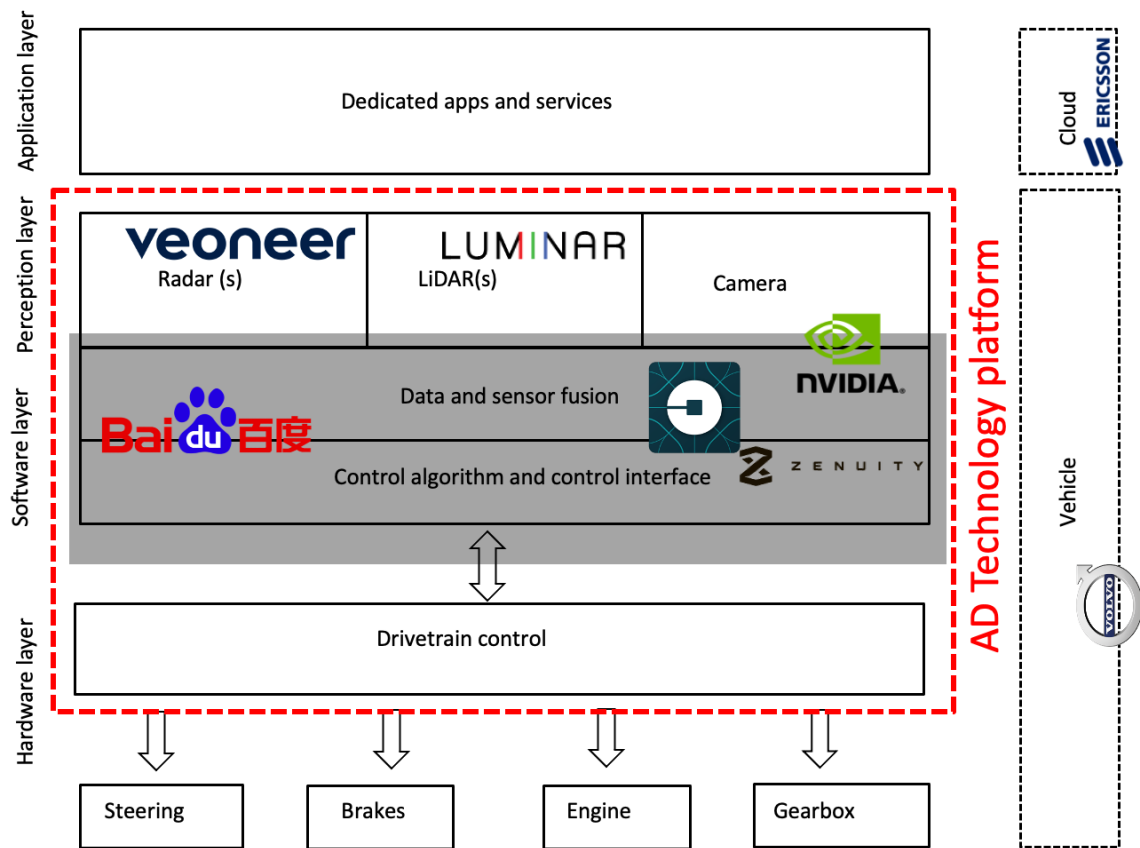 Application layer
Dedicated apps and services
Cloud
ERICSSON
Perception layer
veoneer
Radar (s)
LUMINAR
LiDAR(s)
Camera
NVIDIA.
Software layer
Data and sensor fusion
Bai du 百度
Control algorithm and control interface
ZENUITY
AD Technology platform
Vehicle
VOLVO
Hardware layer
Drivetrain control
Steering
Brakes
Engine
Gearbox